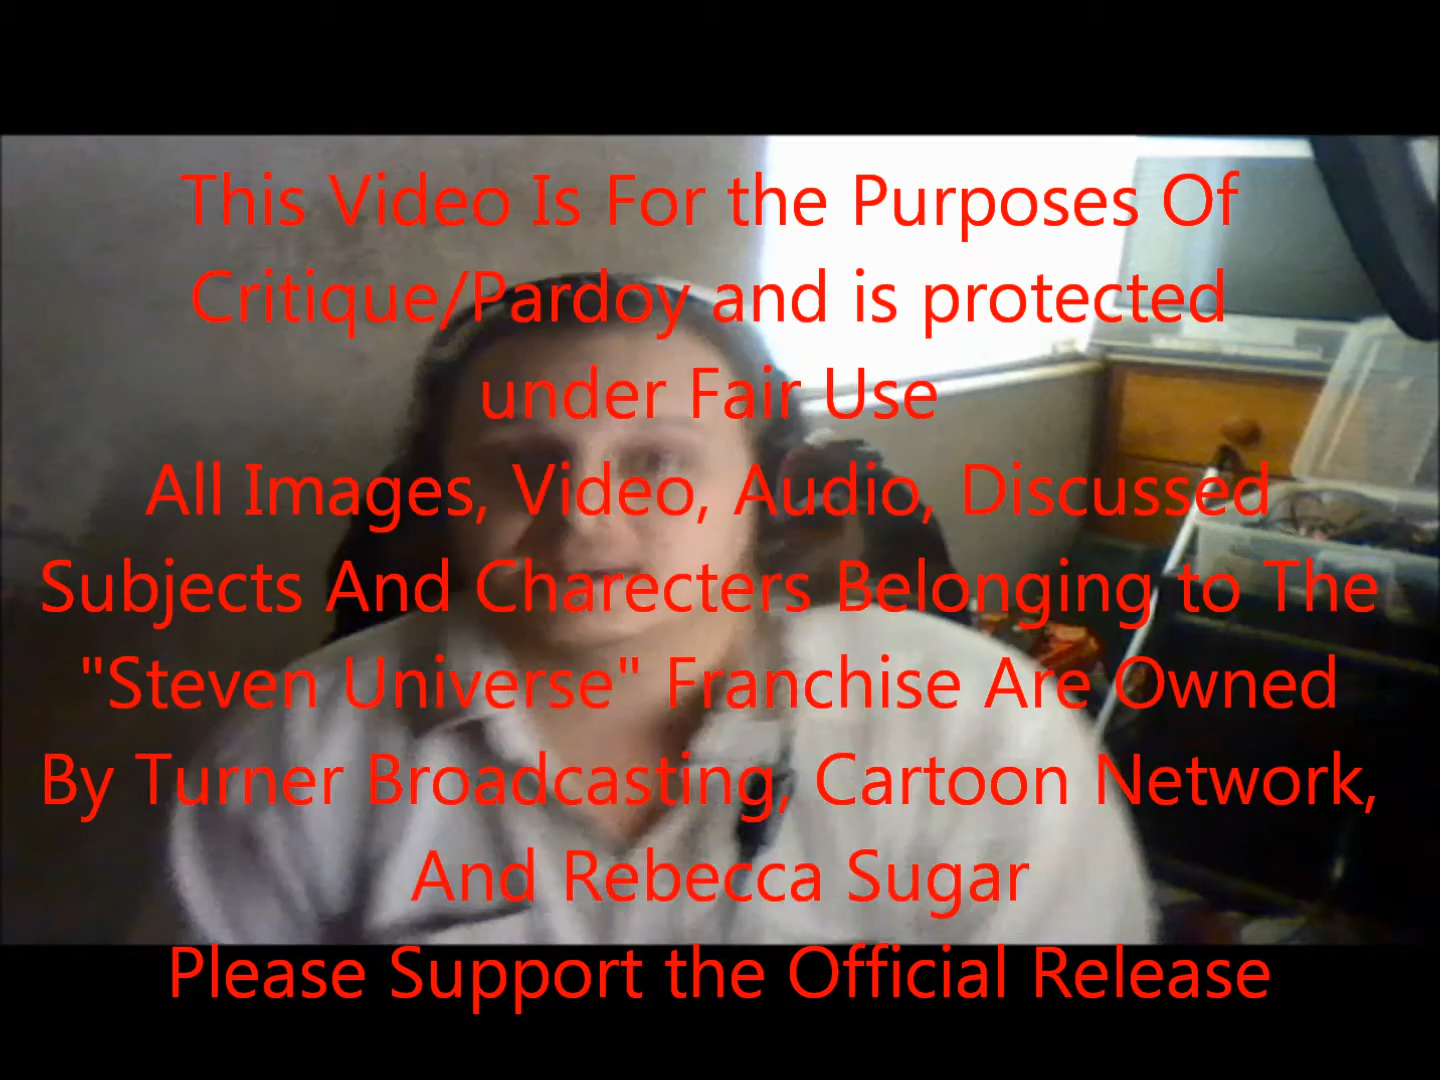 This Video Is For the Purposes Of
Critique/Pardoy and is protected
under Fair Use
All Images, Video, Audio, Discussed
Subjects And Charecters Belonging to The
"Steven Universe" Franchise Are Owned
By Turner Broadcasting, Cartoon Network,
And Rebecca Sugar
Please Support the Official Release